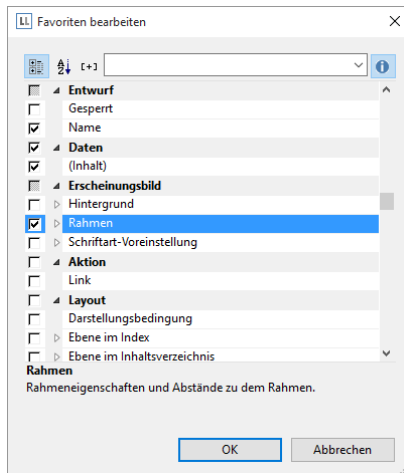 LL Favoriten bearbeiten
A Z [+]
Entwurf
Gesperrt
Name
Daten
(Inhalt)
Erscheinungsbild
Hintergrund
Rahmen
Schriftart-Voreinstellung
Aktion
Link
Layout
Darstellungsbedingung
Ebene im Index
Ebene im Inhaltsverzeichnis
Rahmen
Rahmeneigenschaften und Abstände zu dem Rahmen.
OK Abbrechen